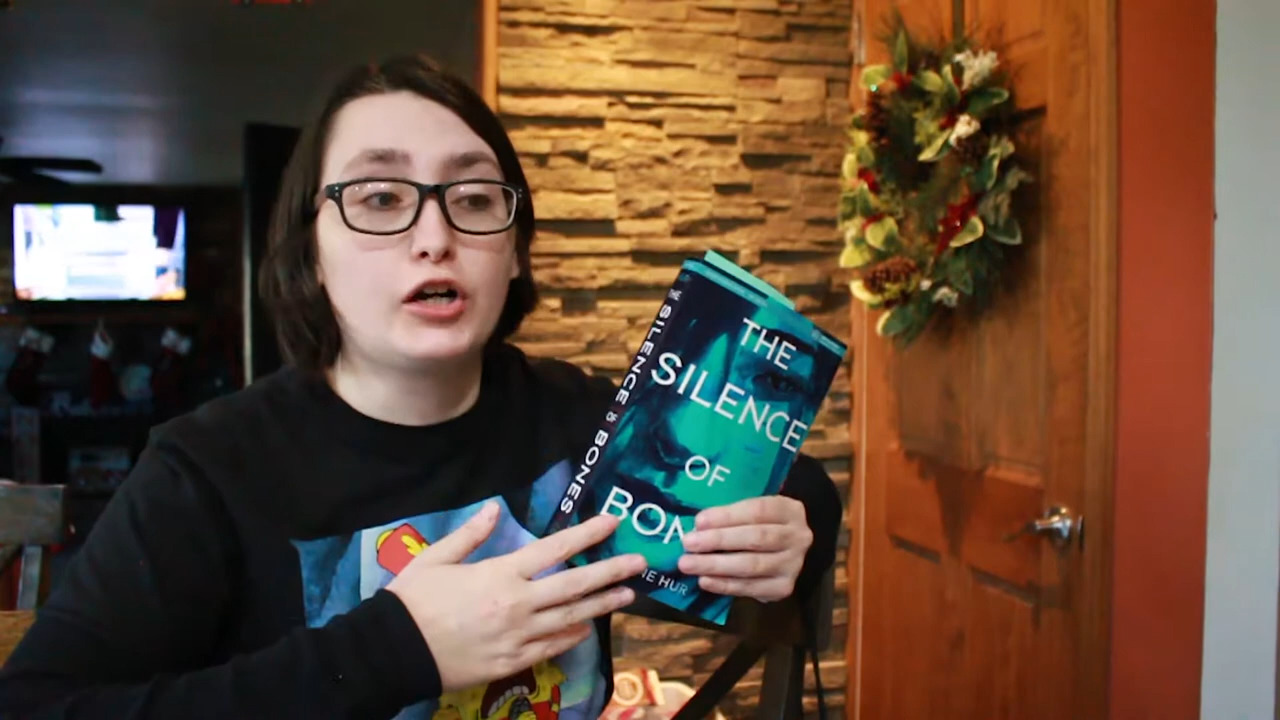 THE SILENCE OF BONES
THE
SILENCE
OF
BON
HUR